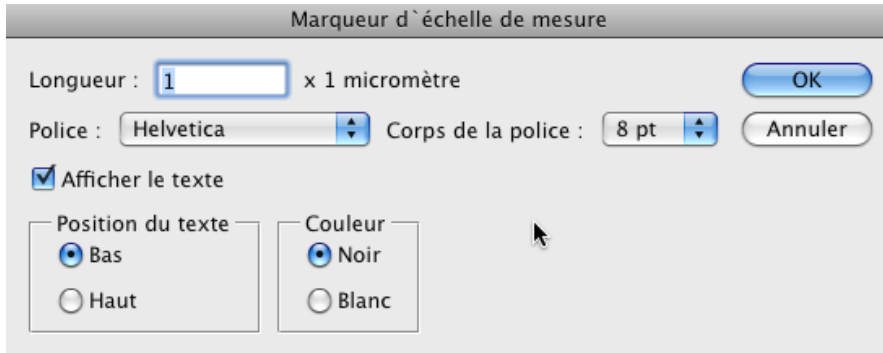 Marqueur d`échelle de mesure
Longueur : 1 x 1 micromètre OK
Police : Helvetica Corps de la police : 8 pt Annuler
Afficher le texte
Position du texte Couleur
Bas Noir
Haut Blanc